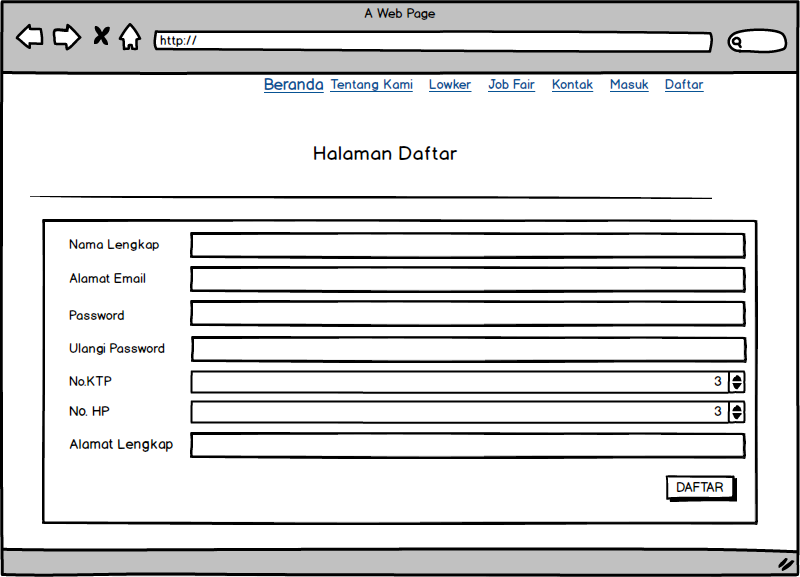 A Web Page
http://
Beranda Tentang Kami Lowker Job Fair Kontak Masuk Daftar
Halaman Daftar
Nama Lengkap
Alamat Email
Password
Ulangi Password
No.KTP 3
No. HP 3
Alamat Lengkap
DAFTAR